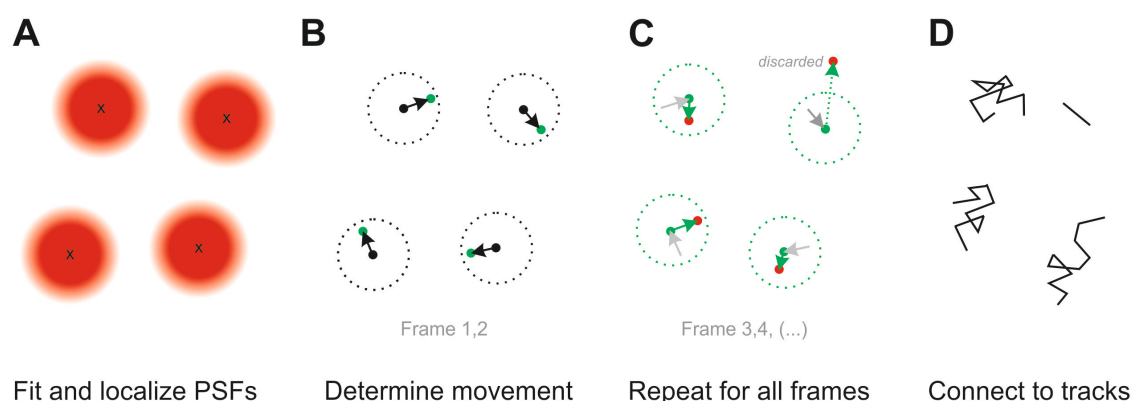 A
B
C
D
x
x
x
x
discarded
Frame 1,2
Frame 3,4, (...)
Fit and localize PSFs
Determine movement
Repeat for all frames
Connect to tracks